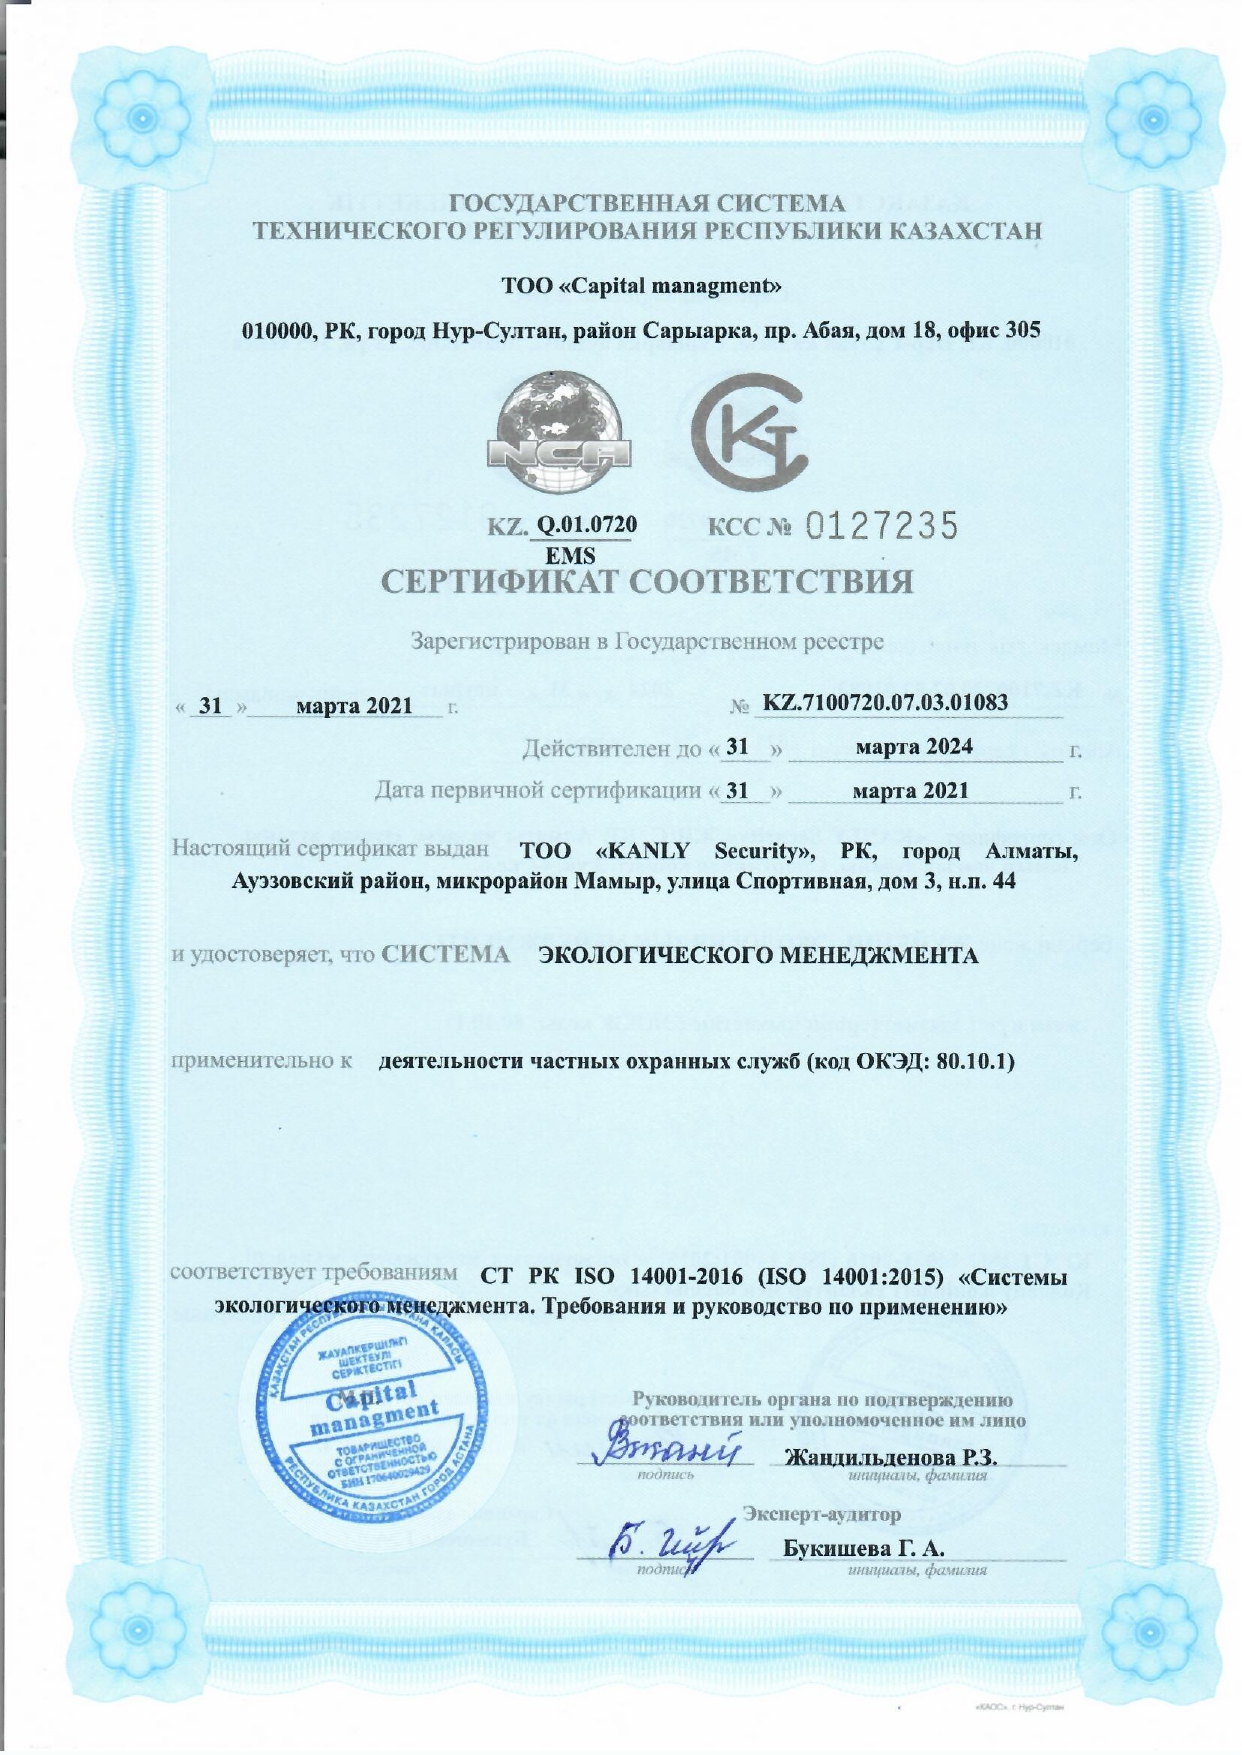 ГОСУДАРСТВЕННАЯ СИСТЕМА
ТЕХНИЧЕСКОГО РЕГУЛИРОВАНИЯ РЕСПУБЛИКИ КАЗАХСТАН
ТОО «Capital managment»
010000, РК, город Нур-Султан, район Сарыарка, пр. Абая, дом 18, офис 305
NCA
KZ. Q.01.0720 КСС № 0127235
EMS
СЕРТИФИКАТ СООТВЕТСТВИЯ
Зарегистрирован в Государственном реестре
« 31 » марта 2021 г. № KZ.7100720.07.03.01083
Действителен до « 31 » марта 2024 г.
Дата первичной сертификации « 31 » марта 2021 г.
Настоящий сертификат выдан ТОО «KANLY Security», РК, город Алматы,
Ауэзовский район, микрорайон Мамыр, улица Спортивная, дом 3, н.п. 44
и удостоверяет, что СИСТЕМА ЭКОЛОГИЧЕСКОГО МЕНЕДЖМЕНТА
применительно к деятельности частных охранных служб (код ОКЭД: 80.10.1)
соответствует требованиям СТ РК ISO 14001-2016 (ISO 14001:2015) «Системы
экологического менеджмента. Требования и руководство по применению»
ҚАЗАҚСТАН РЕСПУБЛИКАСЫ АСТАНА ҚАЛАСЫ
ЖАУАПКЕРШІЛІГІ
ШЕКТЕУЛІ
СЕРІКТЕСТІГІ
М.П.
Capital
managment
ТОВАРИЩЕСТВО
С ОГРАНИЧЕННОЙ
ОТВЕТСТВЕННОСТЬЮ
БИН 170640029429
РЕСПУБЛИКА КАЗАХСТАН ГОРОД АСТАНА
Руководитель органа по подтверждению
соответствия или уполномоченное им лицо
Жандильденова Р.З.
подпись инициалы, фамилия
Эксперт-аудитор
Букишева Г. А.
подпись инициалы, фамилия
«КАОС», г. Нур-Султан